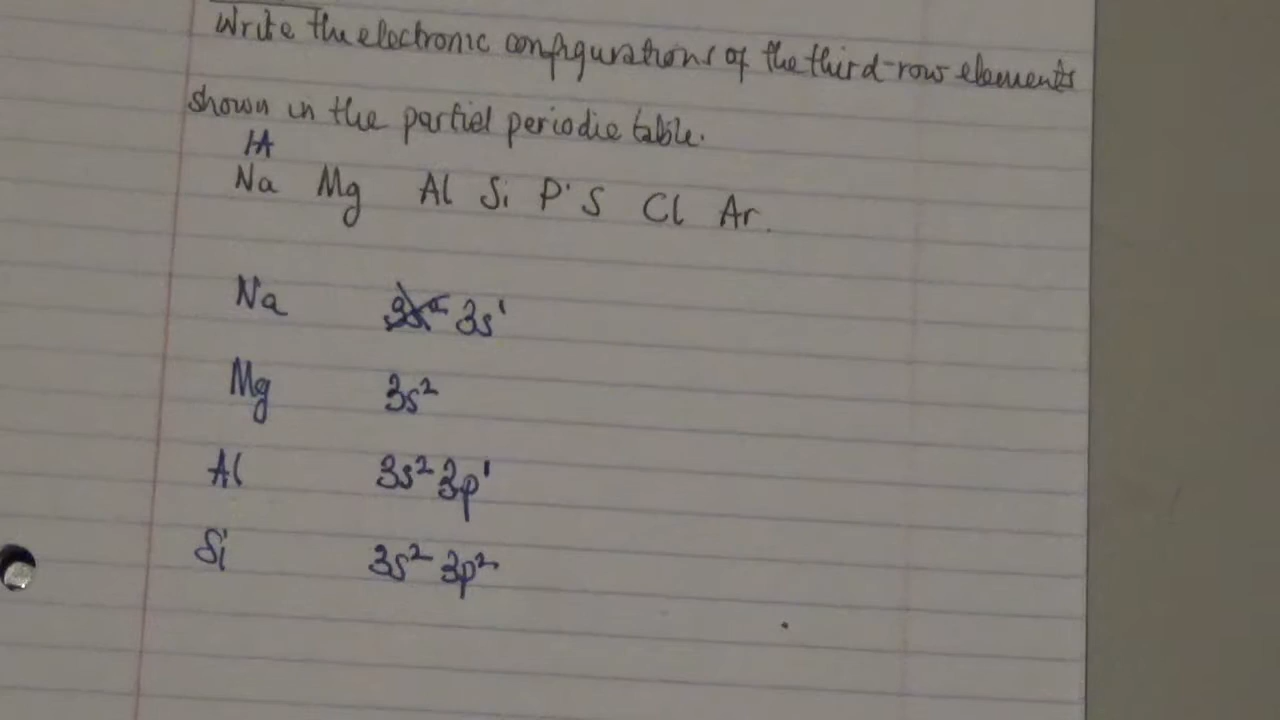 Write the electronic configurations of the third-row elements
shown in the partiel periodic table.
IA
Na Mg Al Si P S Cl Ar.
Na 3s¹
Mg 3s²
Al 3s² 3p¹
Si 3s² 3p²